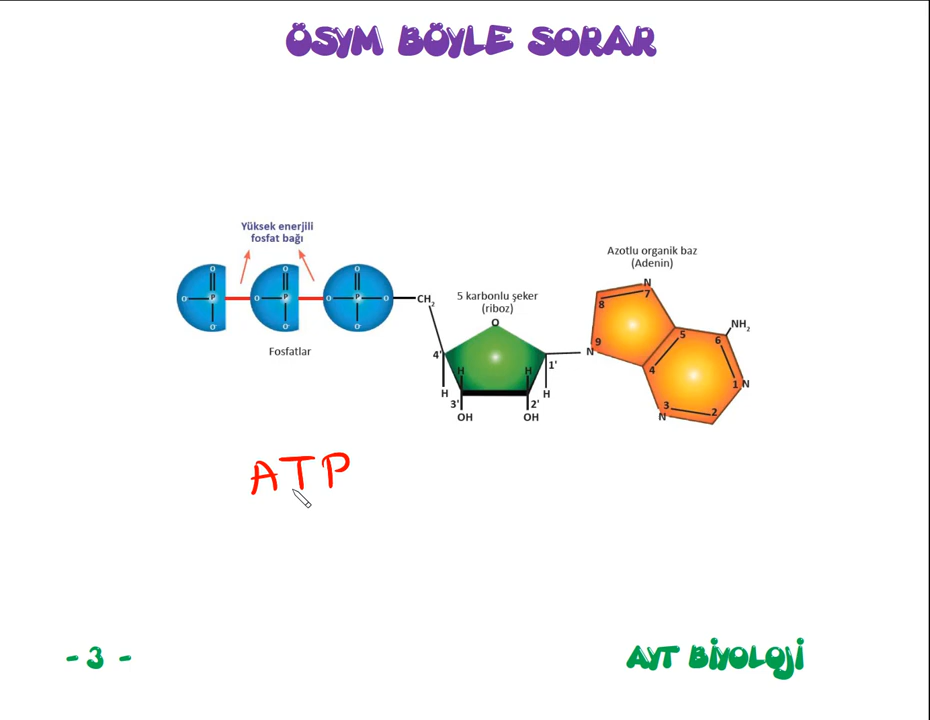 ÖSYM BÖYLE SORAR
Yüksek enerjili
fosfat bağı
Azotlu organik baz
(Adenin)
5 karbonlu şeker
(riboz)
Fosfatlar
O O O
O P O P O P O CH2
O- O- O-
O
4' 1'
H H
H H
3' 2'
OH OH
N
7
8
5
NH2
6
9
N
4
1 N
3
2
N
ATP
- 3 -
AYT BİYOLOJİ